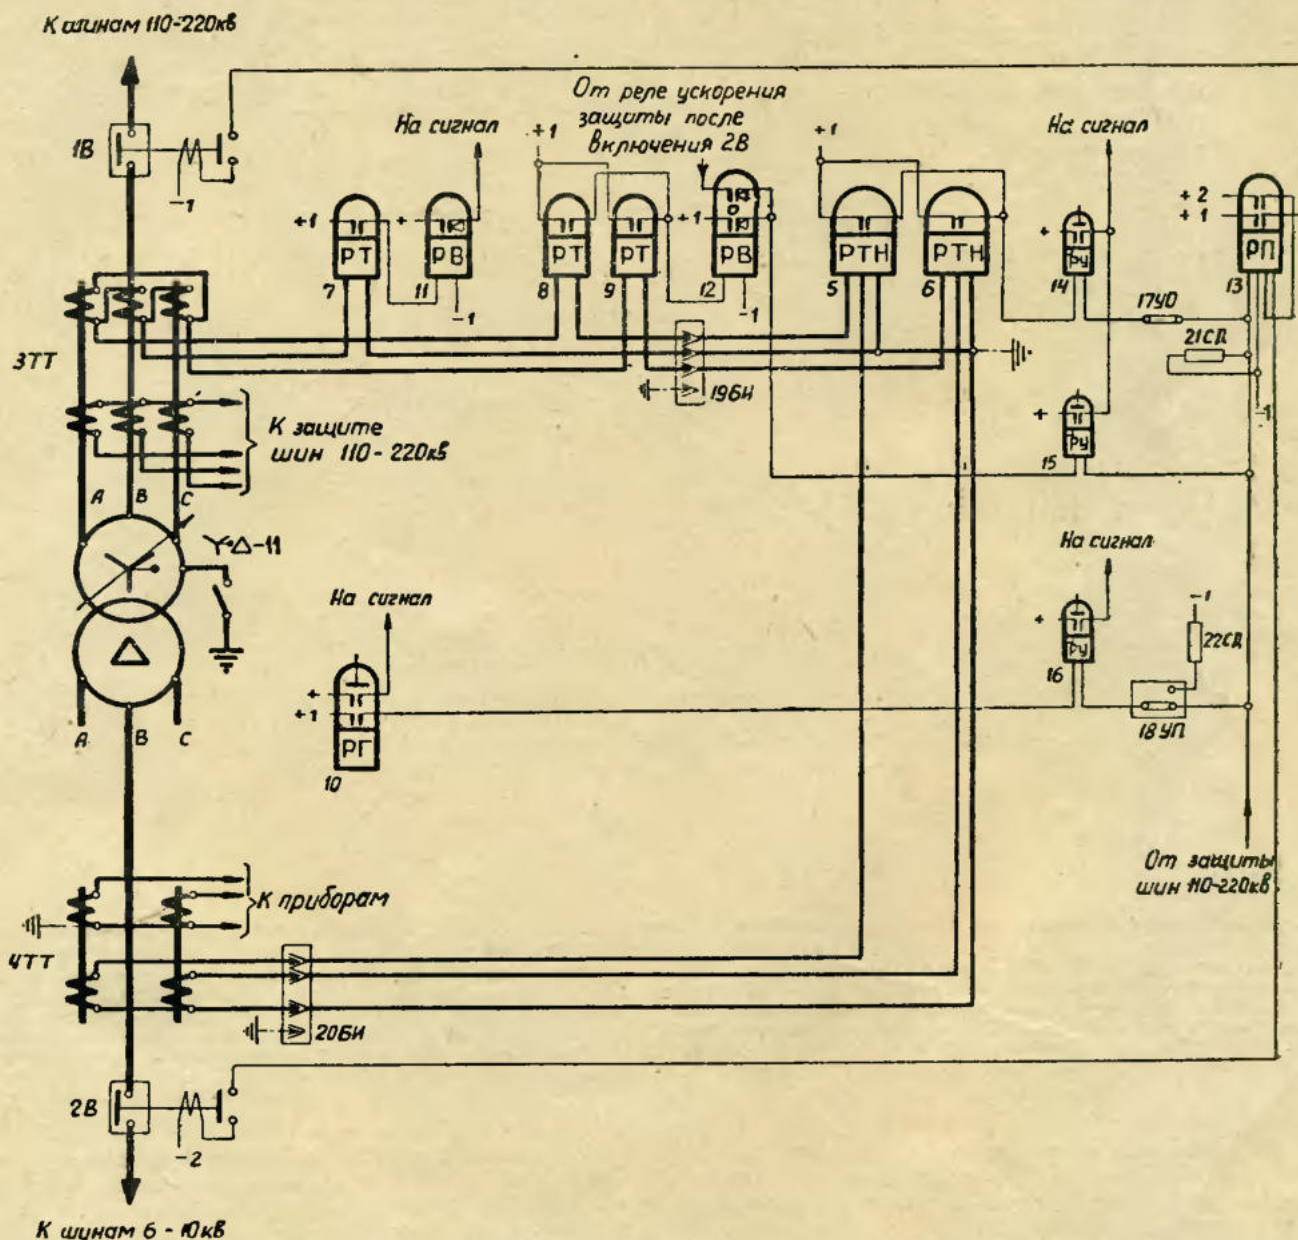 К шинам 110-220кв
1В
-1
На сигнал
От реле ускорения
защиты после
включения 2В
На сигнал
+1
РТ
7
+
РВ
11
-1
+1
РТ
8
РТ
9
+1
РВ
12
-1
+1
РТН
5
РТН
6
+
РУ
14
17УО
+2
+1
РП
13
21СД
-1
3ТТ
19БИ
+
РУ
15
К защите
шин 110-220кв
А В С
Y-Δ-11
Δ
А В С
На сигнал
+
+1
РГ
10
На сигнал
+
РУ
16
-1
22СД
18УП
От защиты
шин 110-220кв
К приборам
4ТТ
20БИ
2В
-2
К шинам 6-10кв